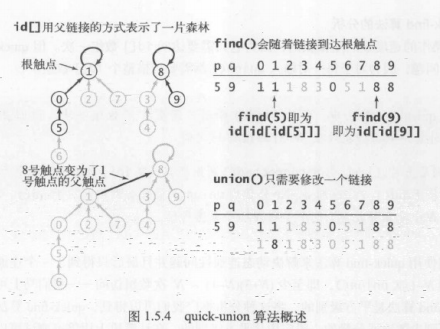 id[]用父链接的方式表示了一片森林
根触点
1 8
0 2 7 3 9
5 4
6
8号触点变为了1
号触点的父触点
8
1 3 9
0 2 7 4
5
6
find()会随着链接到达根触点
p q 0 1 2 3 4 5 6 7 8 9
5 9 1 1 1 8 3 0 5 1 8 8
find(5)即为 find(9)
id[id[id[5]]] 即为id[id[9]]
union()只需要修改一个链接
p q 0 1 2 3 4 5 6 7 8 9
5 9 1 1 1 8 3 0 5 1 8 8
1 8 1 8 3 0 5 1 8 8
图 1.5.4 quick-union 算法概述